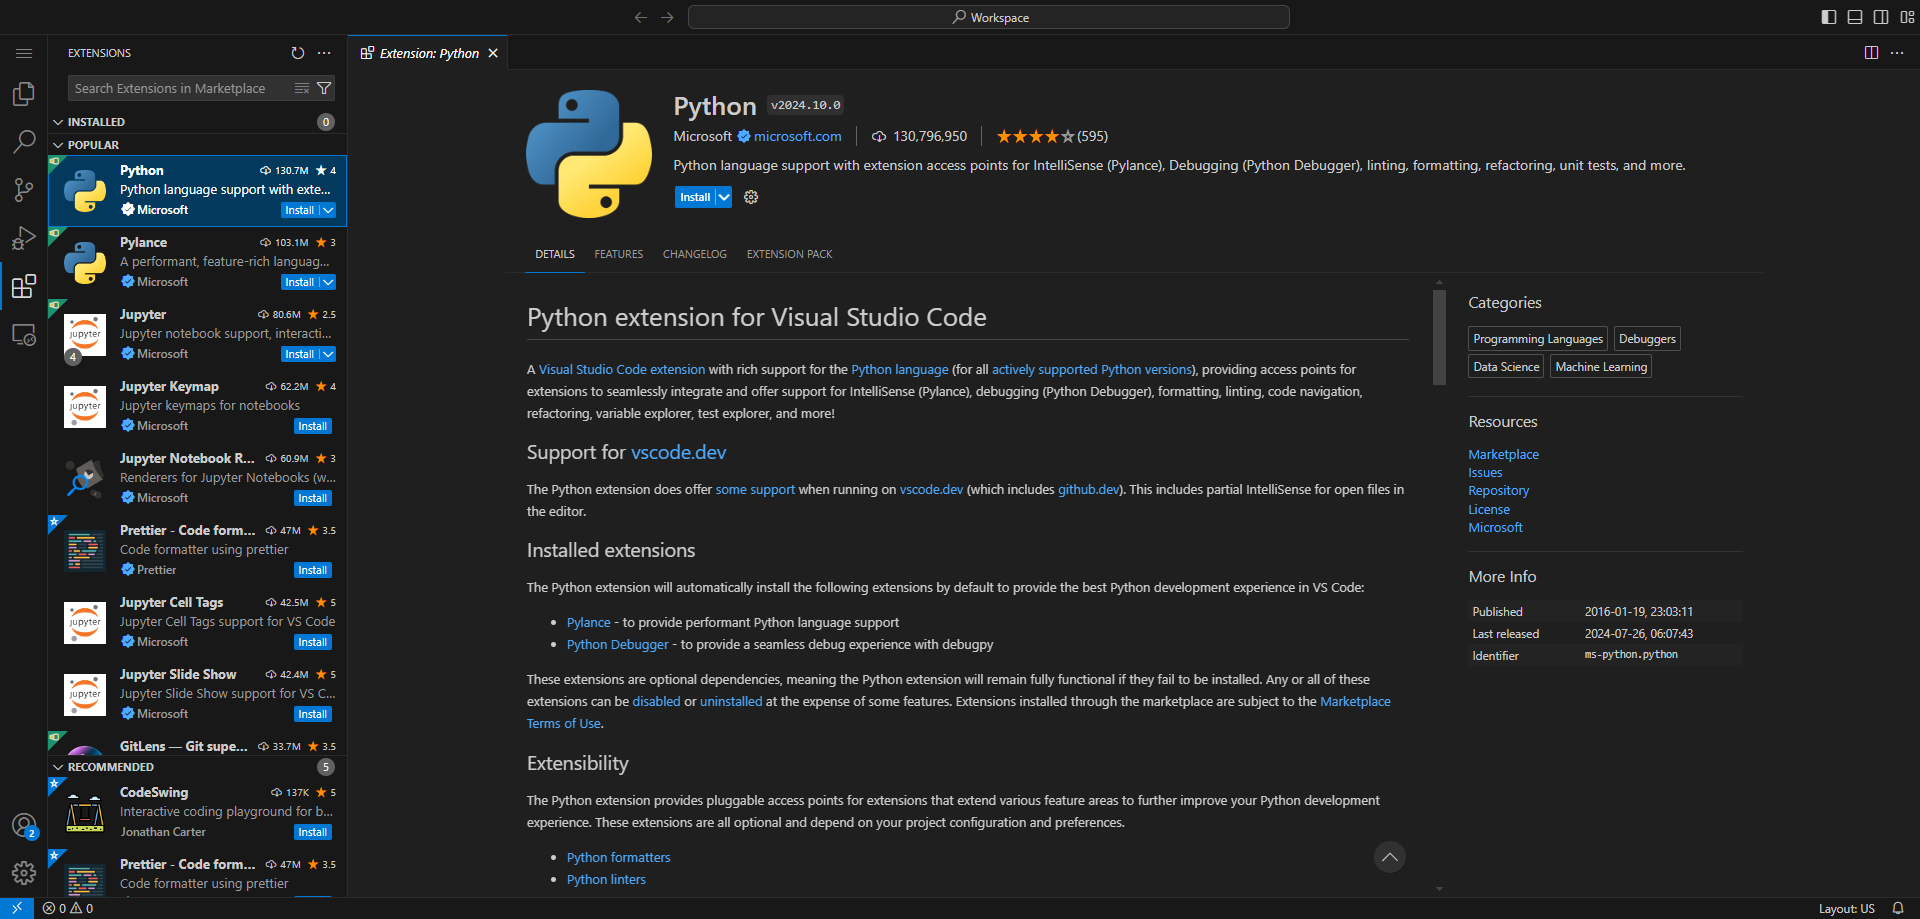 Workspace
EXTENSIONS
Search Extensions in Marketplace
INSTALLED
0
POPULAR
Python
130.7M
4
Python language support with exte...
Microsoft
Install
Pylance
103.1M
3
A performant, feature-rich languag...
Microsoft
Install
Jupyter
80.6M
2.5
jupyter
4
Jupyter notebook support, interacti...
Microsoft
Install
Jupyter Keymap
62.2M
4
jupyter
Jupyter keymaps for notebooks
Microsoft
Install
Jupyter Notebook R...
60.9M
3
Renderers for Jupyter Notebooks (w...
Microsoft
Install
Prettier - Code form...
47M
3.5
Code formatter using prettier
Prettier
Install
Jupyter Cell Tags
42.5M
5
jupyter
Jupyter Cell Tags support for VS Code
Microsoft
Install
Jupyter Slide Show
42.4M
5
jupyter
Jupyter Slide Show support for VS C...
Microsoft
Install
GitLens — Git supe...
33.7M
3.5
RECOMMENDED
5
CodeSwing
137K
5
Interactive coding playground for b...
Jonathan Carter
Install
Prettier - Code form...
47M
3.5
Code formatter using prettier
2
Extension: Python
Python
v2024.10.0
Microsoft
microsoft.com
130,796,950
(595)
Python language support with extension access points for IntelliSense (Pylance), Debugging (Python Debugger), linting, formatting, refactoring, unit tests, and more.
Install
DETAILS
FEATURES
CHANGELOG
EXTENSION PACK
Python extension for Visual Studio Code
A Visual Studio Code extension with rich support for the Python language (for all actively supported Python versions), providing access points for
extensions to seamlessly integrate and offer support for IntelliSense (Pylance), debugging (Python Debugger), formatting, linting, code navigation,
refactoring, variable explorer, test explorer, and more!
Support for vscode.dev
The Python extension does offer some support when running on vscode.dev (which includes github.dev). This includes partial IntelliSense for open files in
the editor.
Installed extensions
The Python extension will automatically install the following extensions by default to provide the best Python development experience in VS Code:
• Pylance - to provide performant Python language support
• Python Debugger - to provide a seamless debug experience with debugpy
These extensions are optional dependencies, meaning the Python extension will remain fully functional if they fail to be installed. Any or all of these
extensions can be disabled or uninstalled at the expense of some features. Extensions installed through the marketplace are subject to the Marketplace
Terms of Use.
Extensibility
The Python extension provides pluggable access points for extensions that extend various feature areas to further improve your Python development
experience. These extensions are all optional and depend on your project configuration and preferences.
• Python formatters
• Python linters
Categories
Programming Languages
Debuggers
Data Science
Machine Learning
Resources
Marketplace
Issues
Repository
License
Microsoft
More Info
Published 2016-01-19, 23:03:11
Last released 2024-07-26, 06:07:43
Identifier ms-python.python
0
0
Layout: US